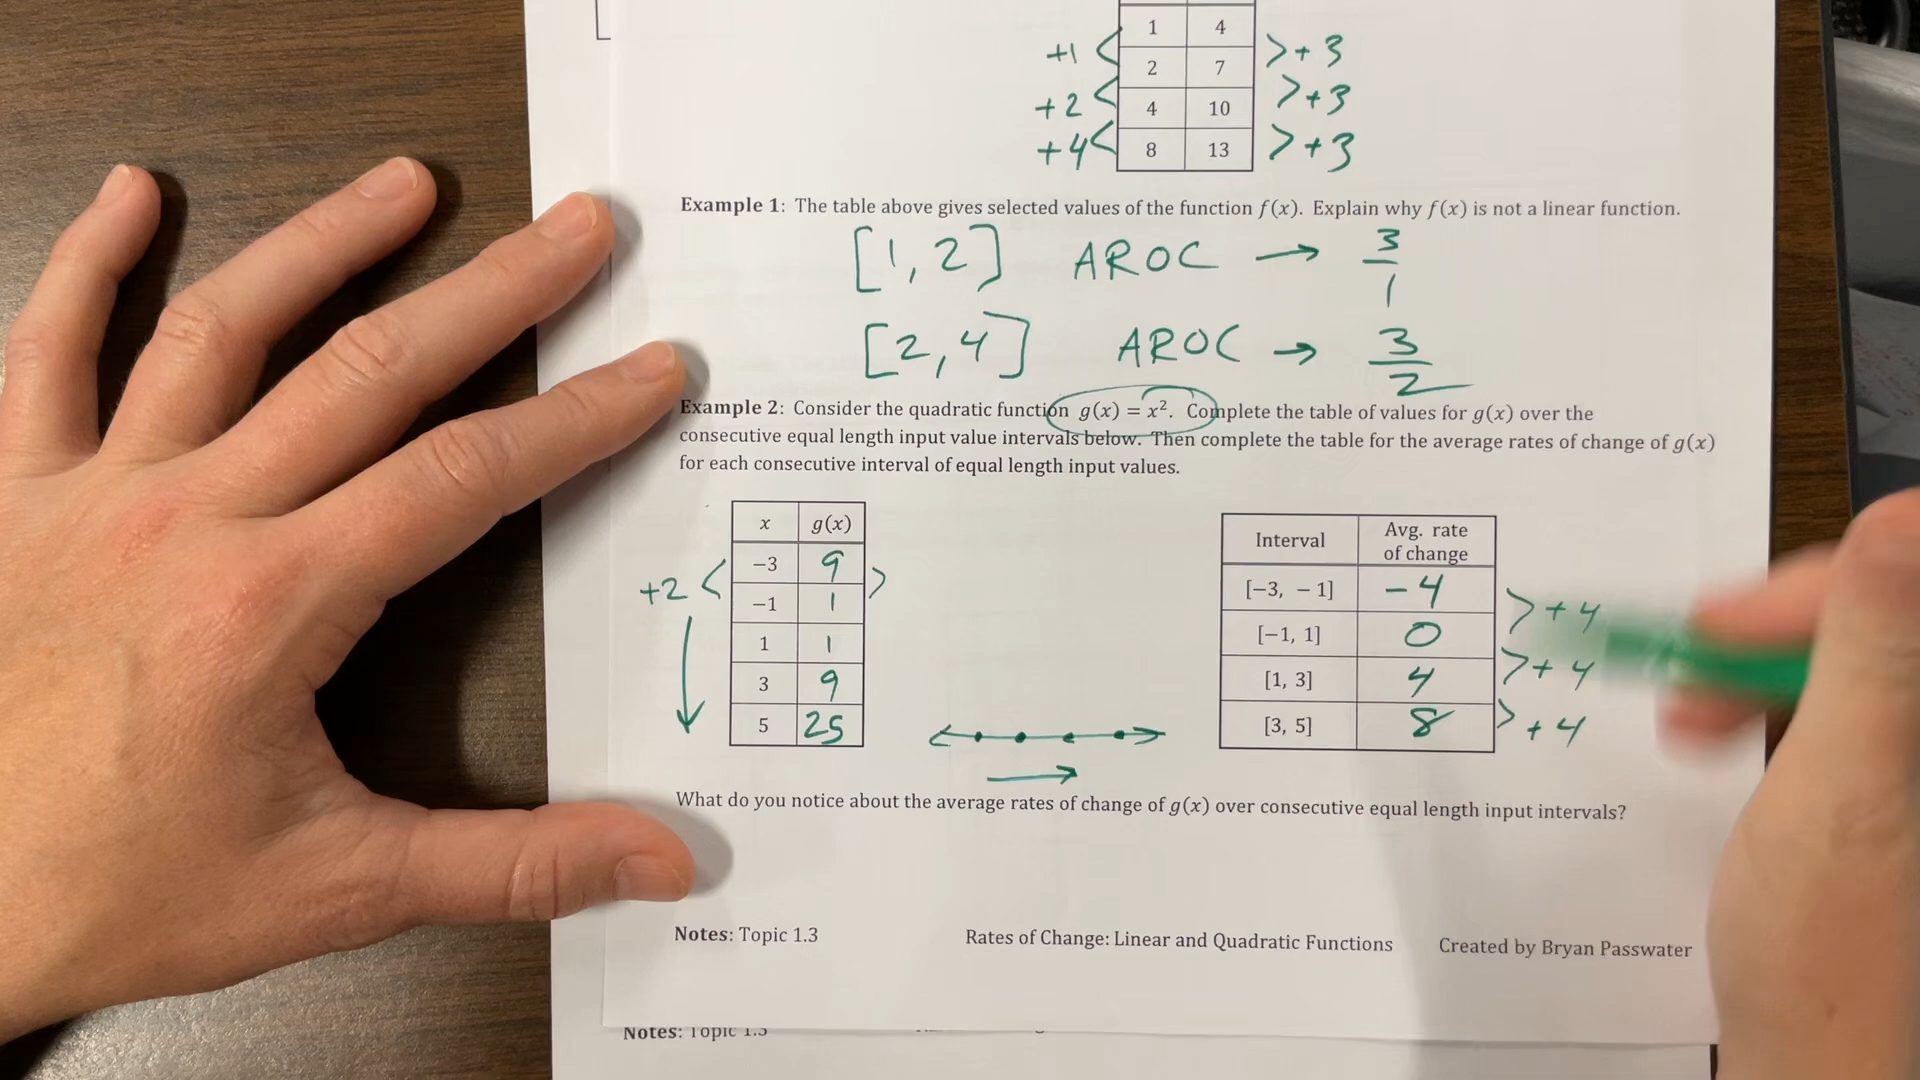 1 4
+1 2 7 +3
+2 4 10 +3
+4 8 13 +3
Example 1: The table above gives selected values of the function f(x). Explain why f(x) is not a linear function.
[1, 2] AROC → 3/1
[2, 4] AROC → 3/2
Example 2: Consider the quadratic function g(x) = x². Complete the table of values for g(x) over the
consecutive equal length input value intervals below. Then complete the table for the average rates of change of g(x)
for each consecutive interval of equal length input values.
x g(x)
−3 9
+2
−1 1
1 1
3 9
5 25
Interval Avg. rate
of change
[−3, −1] −4
+4
[−1, 1] 0
+4
[1, 3] 4
+4
[3, 5] 8
What do you notice about the average rates of change of g(x) over consecutive equal length input intervals?
Notes: Topic 1.3 Rates of Change: Linear and Quadratic Functions Created by Bryan Passwater
Notes: Topic 1.3